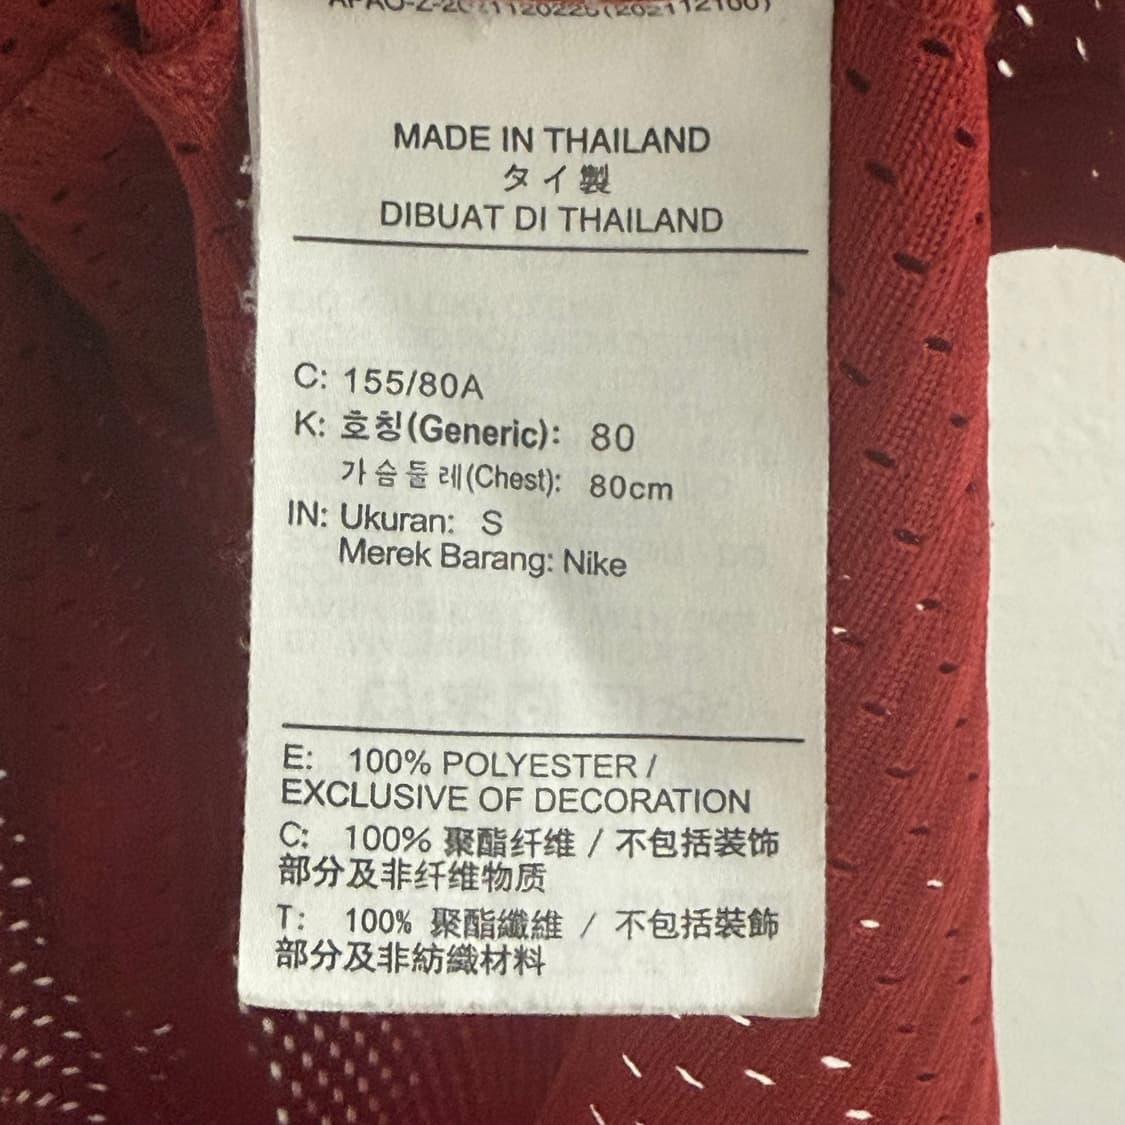 MADE IN THAILAND
タイ製
DIBUAT DI THAILAND
C: 155/80A
K: 호칭(Generic): 80
가슴둘레(Chest): 80cm
IN: Ukuran: S
Merek Barang: Nike
E: 100% POLYESTER /
EXCLUSIVE OF DECORATION
C: 100% 聚酯纤维 / 不包括装饰
部分及非纤维物质
T: 100% 聚酯纖維 / 不包括裝飾
部分及非紡織材料